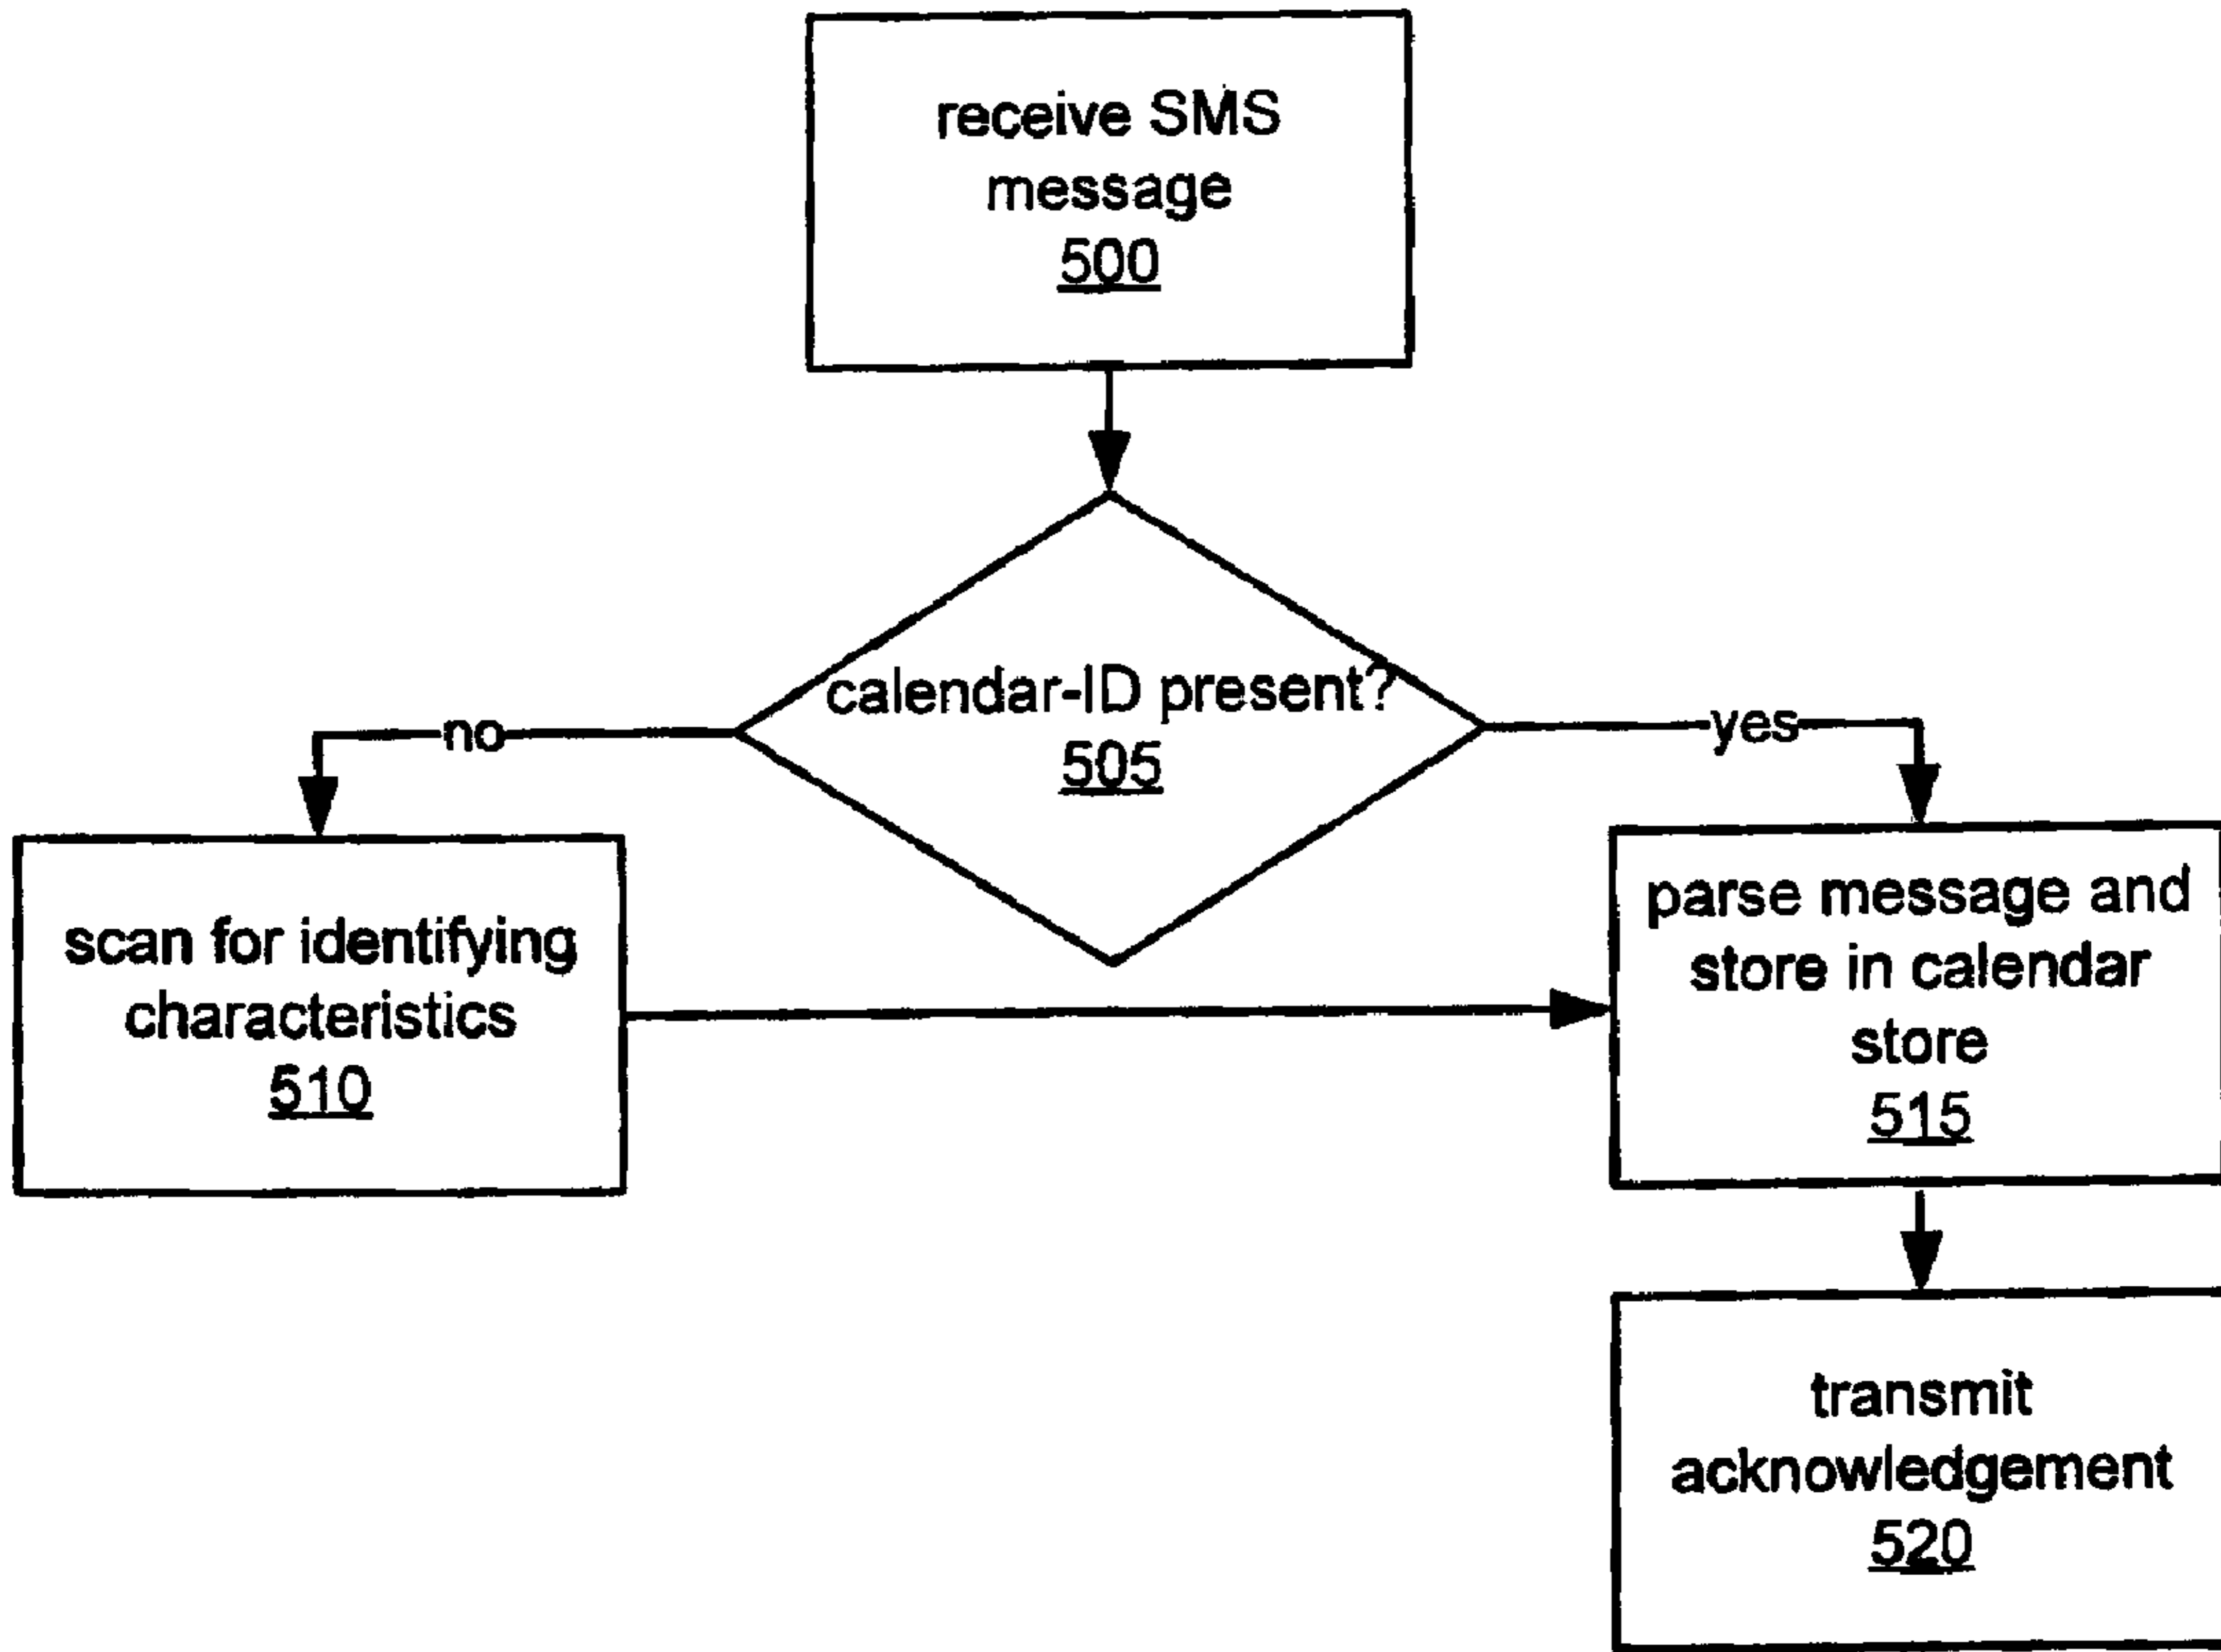 receive SMS
message
500
calendar-ID present?
505
no
yes
scan for identifying
characteristics
510
parse message and
store in calendar
store
515
transmit
acknowledgement
520